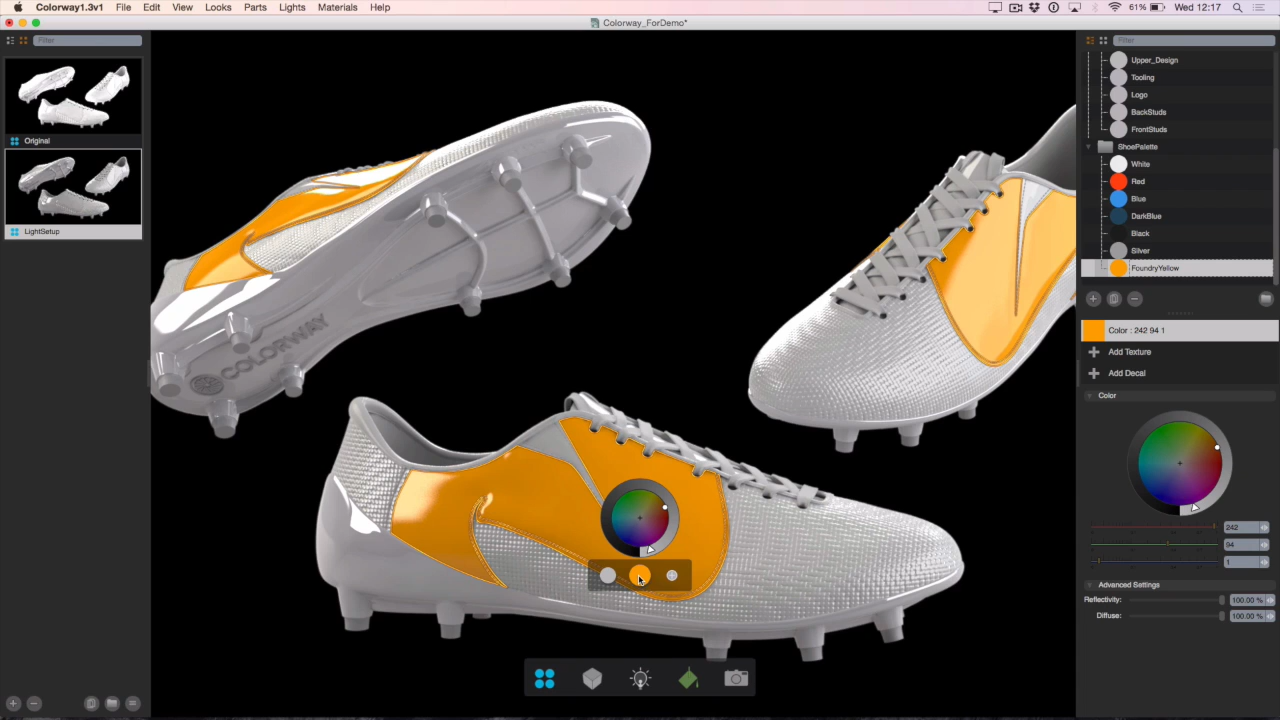 Colorway1.3v1 File Edit View Looks Parts Lights Materials Help
61% Wed 12:17
Colorway_ForDemo*
Filter
Original
LightSetup
COLORWAY
Filter
Upper_Design
Tooling
Logo
BackStuds
FrontStuds
ShoePalette
White
Red
Blue
DarkBlue
Black
Silver
FoundryYellow
Color : 242 94 1
Add Texture
Add Decal
Color
242
94
1
Advanced Settings
Reflectivity: 100.00 %
Diffuse: 100.00 %